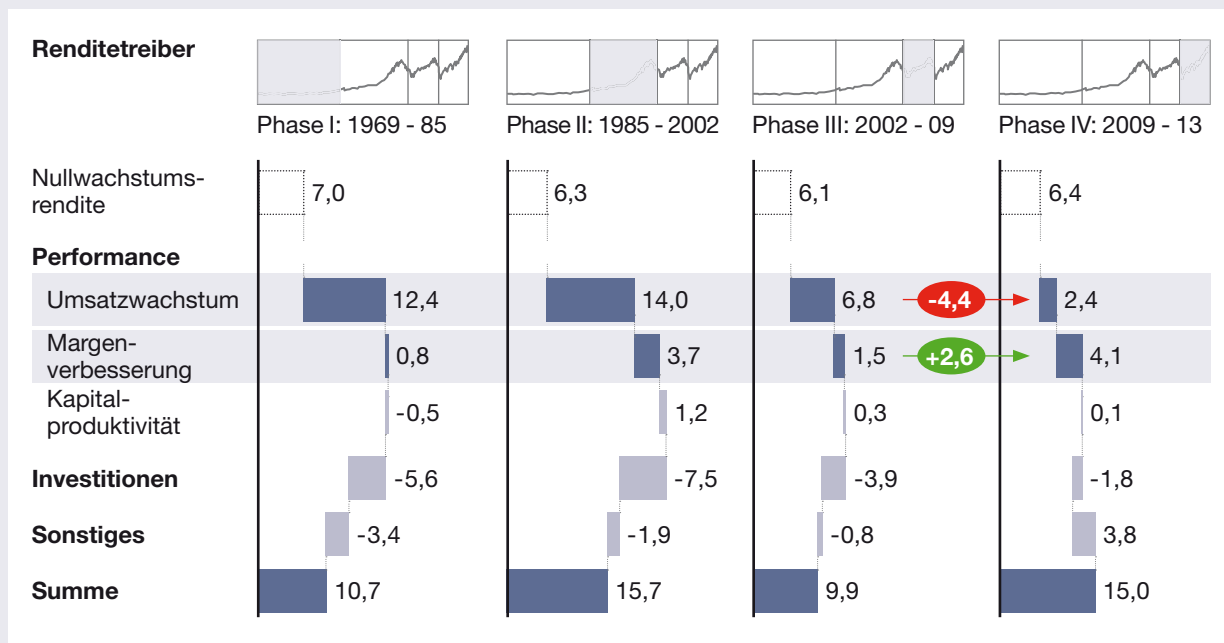 Renditetreiber
Phase I: 1969 - 85
Phase II: 1985 - 2002
Phase III: 2002 - 09
Phase IV: 2009 - 13
Nullwachstums-
rendite
7,0
6,3
6,1
6,4
Performance
Umsatzwachstum
12,4
14,0
6,8
-4,4
2,4
Margen-
verbesserung
0,8
3,7
1,5
+2,6
4,1
Kapital-
produktivität
-0,5
1,2
0,3
0,1
Investitionen
-5,6
-7,5
-3,9
-1,8
Sonstiges
-3,4
-1,9
-0,8
3,8
Summe
10,7
15,7
9,9
15,0